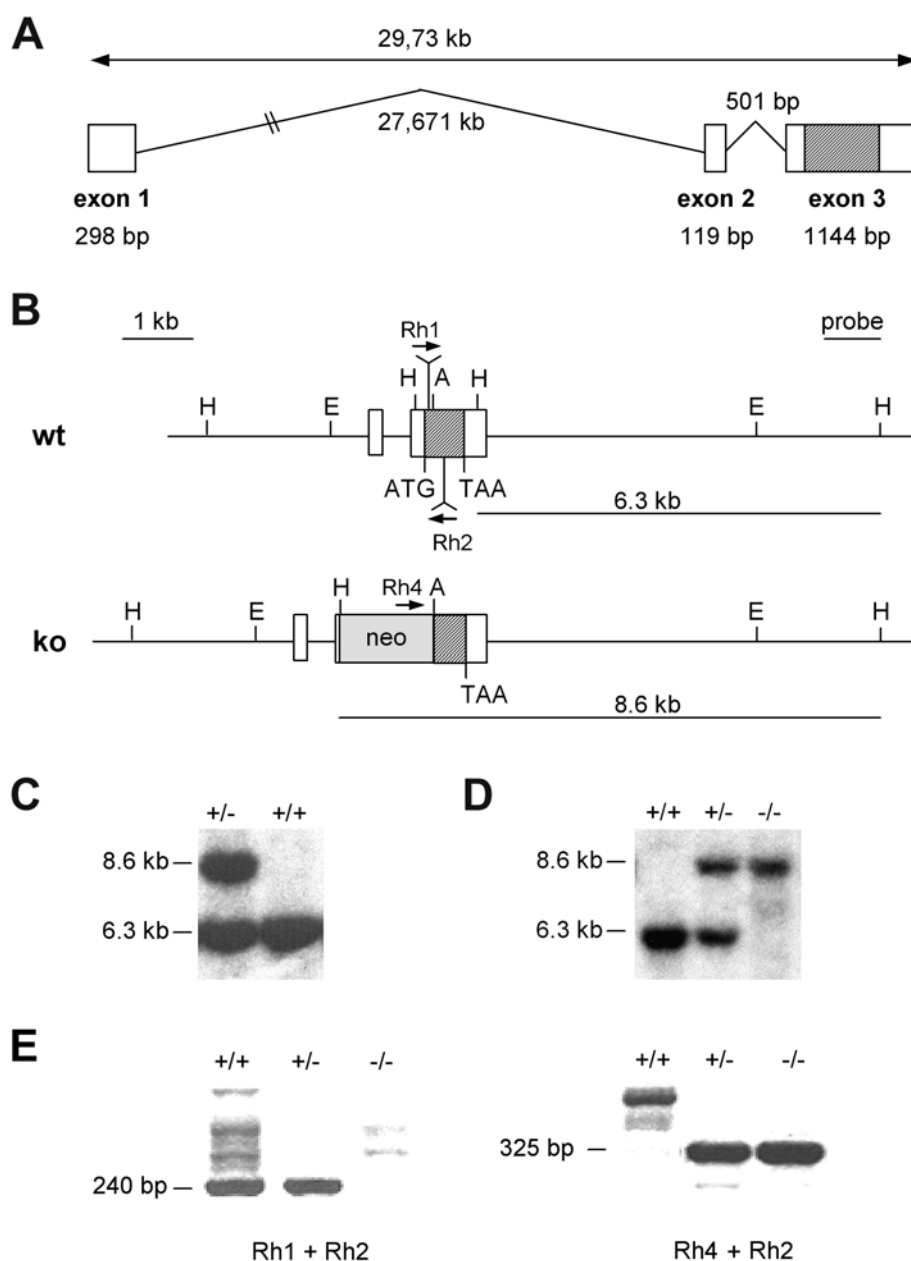 A
29,73 kb
501 bp
27,671 kb
exon 1 exon 2 exon 3
298 bp 119 bp 1144 bp
B
1 kb Rh1 probe
H A H
H E E H
wt
ATG TAA
6.3 kb
Rh2
H Rh4 A
H E E H
ko neo
TAA
8.6 kb
C
+/- +/+
8.6 kb
6.3 kb
D
+/+ +/- -/-
8.6 kb
6.3 kb
E
+/+ +/- -/-
240 bp
Rh1 + Rh2
+/+ +/- -/-
325 bp
Rh4 + Rh2